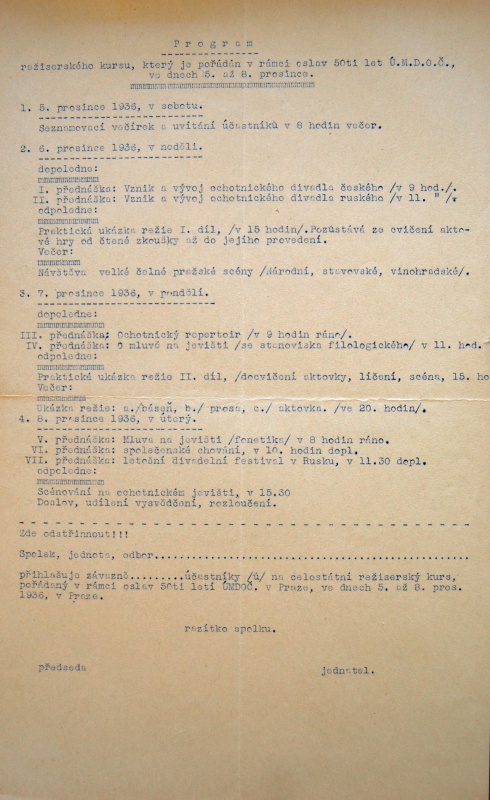 Program
režiserského kursu, který je pořádán v rámci oslav 50ti let Ú.M.D.O.Č.,
ve dnech 5. až 8. prosince.
1. 5. prosince 1936, v sobotu.
Seznamovací večírek a uvítání účastníků v 8 hodin večer.
2. 6. prosince 1936, v neděli.
dopoledne:
I. přednáška: Vznik a vývoj ochotnického divadla českého /v 9 hod./.
II. přednáška: Vznik a vývoj ochotnického divadla ruského /v 11. " /.
odpoledne:
Praktická ukázka režie I. díl, /v 15 hodin/.Pozůstává ze cvičení akto-
vé hry od čtené zkoušky až do jejího provedení.
Večer:
Návštěva velké čelné pražské scény /Národní, stavovské, vinohradské/.
3. 7. prosince 1936, v pondělí.
dopoledne:
III. přednáška: Ochotnický repertoir /v 9 hodin ráno/.
IV. přednáška: O mluvě na jevišti /se stanoviska filologického/ v 11. hod.
odpoledne:
Praktická ukázka režie II. díl, /docvičení aktovky, líčení, scéna, 15. ho
Večer:
Ukázka režie: a./báseň, b./ prosa, c./ aktovka. /ve 20. hodin/.
4. 8. prosince 1936, v úterý.
V. přednáška: Mluva na jevišti /fonetika/ v 8 hodin ráno.
VI. přednáška: společenské chování, v 10. hodin dopl.
VII. přednáška: letošní divadelní festival v Rusku, v 11.30 dopl.
odpoledne:
Scénování na ochotnickém jevišti, v 15.30
Doslov, udílení vysvědčení, rozloučení.
Zde odstřihnout!!!
Spolek, jednota, odbor..................................................
přihlašuje závazně.........účastníky /ů/ na celostátní režiserský kurs,
pořádaný v rámci oslav 50ti letí ÚMDOČ. v Praze, ve dnech 5. až 8. pros.
1936, v Praze.
razítko spolku.
předseda jednatel.